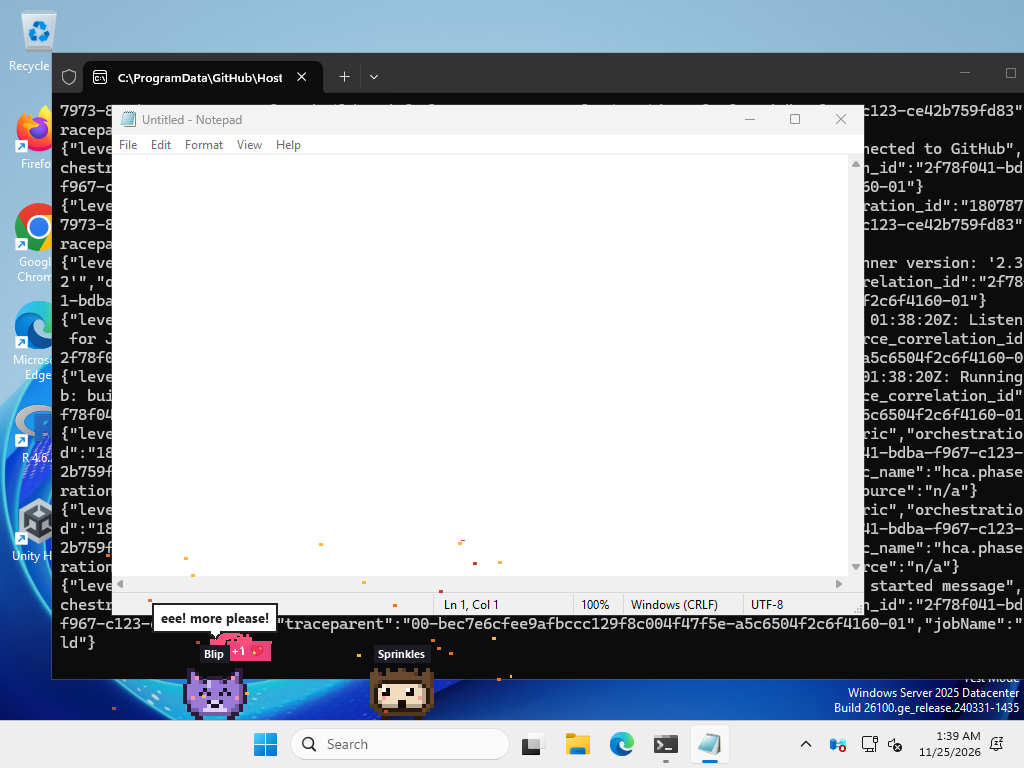 Recycle
C:\ProgramData\GitHub\Host
7973-8
c123-ce42b759fd83"
Untitled - Notepad
racepa
File Edit Format View Help
{"leve
nected to GitHub",
chestr
n_id":"2f78f041-bd
f967-c
60-01"}
{"leve
ration_id":"180787
7973-8
c123-ce42b759fd83"
racepa
{"leve
nner version: '2.3
2'","o
relation_id":"2f78
1-bdba
f2c6f4160-01"}
{"leve
01:38:20Z: Listen
for J
rce_correlation_id
2f78f0
a5c6504f2c6f4160-0
{"leve
01:38:20Z: Running
b: bui
ce_correlation_id"
f78f04
5c6504f2c6f4160-01
{"leve
ric","orchestratio
d":"18
41-bdba-f967-c123-
2b759f
c_name":"hca.phase
ration
ource":"n/a"}
{"leve
ric","orchestratio
d":"18
41-bdba-f967-c123-
2b759f
c_name":"hca.phase
ration
rce":"n/a"}
{"leve
started message",
chestr
n_id":"2f78f041-bd
f967-c123-
"traceparent":"00-bec7e6cfee9afbccc129f8c004f47f5e-a5c6504f2c6f4160-01","jobName":"
ld"}
Firefo
Googl
Chrom
Micros
Edge
R 4.6.
Unity H
Ln 1, Col 1 100% Windows (CRLF) UTF-8
eee! more please!
Blip +1
Sprinkles
Test Mode
Windows Server 2025 Datacenter
Build 26100.ge_release.240331-1435
Search
1:39 AM
11/25/2026